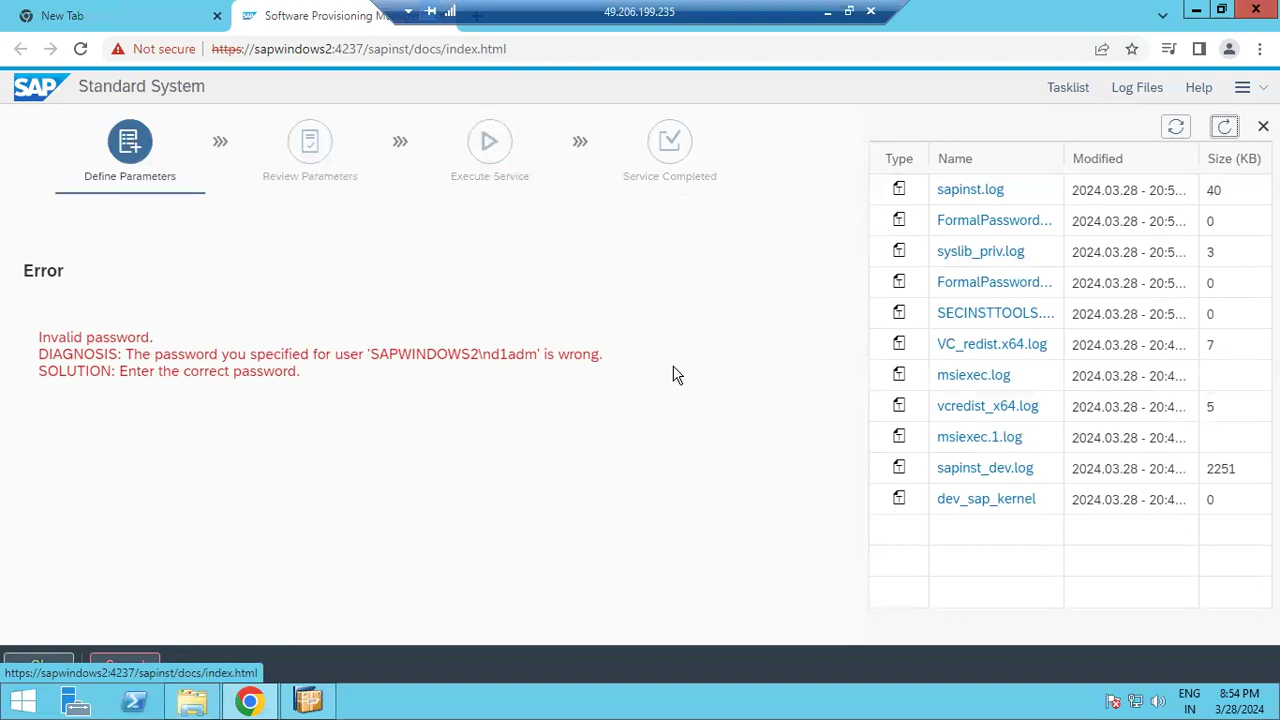 New Tab
Software Provisioning Man
49.206.199.235
Not secure
https://sapwindows2:4237/sapinst/docs/index.html
SAP
Standard System
Tasklist
Log Files
Help
Define Parameters
Review Parameters
Execute Service
Service Completed
Type Name Modified Size (KB)
sapinst.log 2024.03.28 - 20:5... 40
FormalPassword... 2024.03.28 - 20:5... 0
syslib_priv.log 2024.03.28 - 20:5... 3
FormalPassword... 2024.03.28 - 20:5... 0
SECINSTTOOLS.... 2024.03.28 - 20:5... 0
VC_redist.x64.log 2024.03.28 - 20:4... 7
msiexec.log 2024.03.28 - 20:4...
vcredist_x64.log 2024.03.28 - 20:4... 5
msiexec.1.log 2024.03.28 - 20:4...
sapinst_dev.log 2024.03.28 - 20:4... 2251
dev_sap_kernel 2024.03.28 - 20:4... 0
Error
Invalid password.
DIAGNOSIS: The password you specified for user 'SAPWINDOWS2\nd1adm' is wrong.
SOLUTION: Enter the correct password.
https://sapwindows2:4237/sapinst/docs/index.html
ENG
IN
8:54 PM
3/28/2024